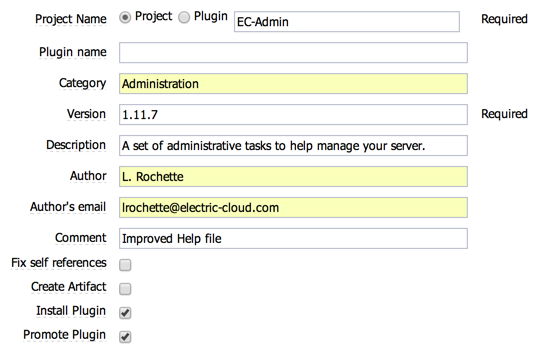 Project Name Project Plugin EC-Admin Required
Plugin name
Category Administration
Version 1.11.7 Required
Description A set of administrative tasks to help manage your server.
Author L. Rochette
Author's email lrochette@electric-cloud.com
Comment Improved Help file
Fix self references
Create Artifact
Install Plugin
Promote Plugin